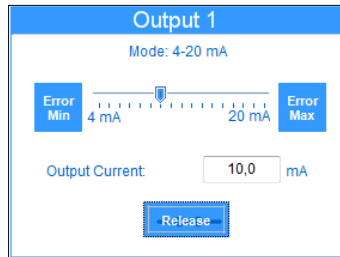 Output 1
Mode: 4-20 mA
Error Min
4 mA
20 mA
Error Max
Output Current: 10,0 mA
Release